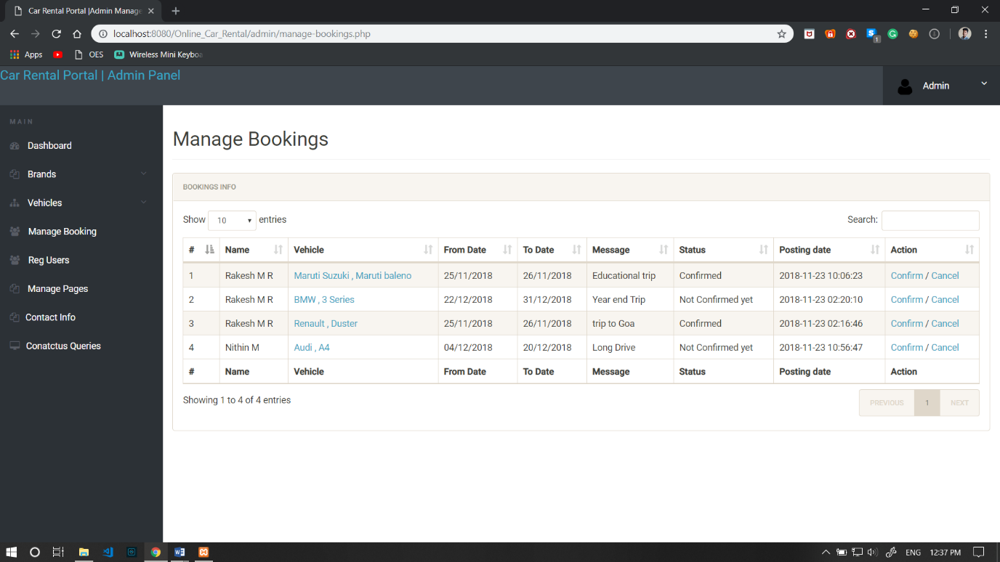 Car Rental Portal |Admin Manage
localhost:8080/Online_Car_Rental/admin/manage-bookings.php
1
Apps OES Wireless Mini Keyboa
Car Rental Portal | Admin Panel
Admin
MAIN
Dashboard
Brands
Vehicles
Manage Booking
Reg Users
Manage Pages
Contact Info
Conatctus Queries
Manage Bookings
BOOKINGS INFO
Show 10 entries Search:
# Name Vehicle From Date To Date Message Status Posting date Action
1 Rakesh M R Maruti Suzuki , Maruti baleno 25/11/2018 26/11/2018 Educational trip Confirmed 2018-11-23 10:06:23 Confirm / Cancel
2 Rakesh M R BMW , 3 Series 22/12/2018 31/12/2018 Year end Trip Not Confirmed yet 2018-11-23 02:20:10 Confirm / Cancel
3 Rakesh M R Renault , Duster 25/11/2018 26/11/2018 trip to Goa Confirmed 2018-11-23 02:16:46 Confirm / Cancel
4 Nithin M Audi , A4 04/12/2018 20/12/2018 Long Drive Not Confirmed yet 2018-11-23 10:56:47 Confirm / Cancel
# Name Vehicle From Date To Date Message Status Posting date Action
Showing 1 to 4 of 4 entries PREVIOUS 1 NEXT
ENG 12:37 PM